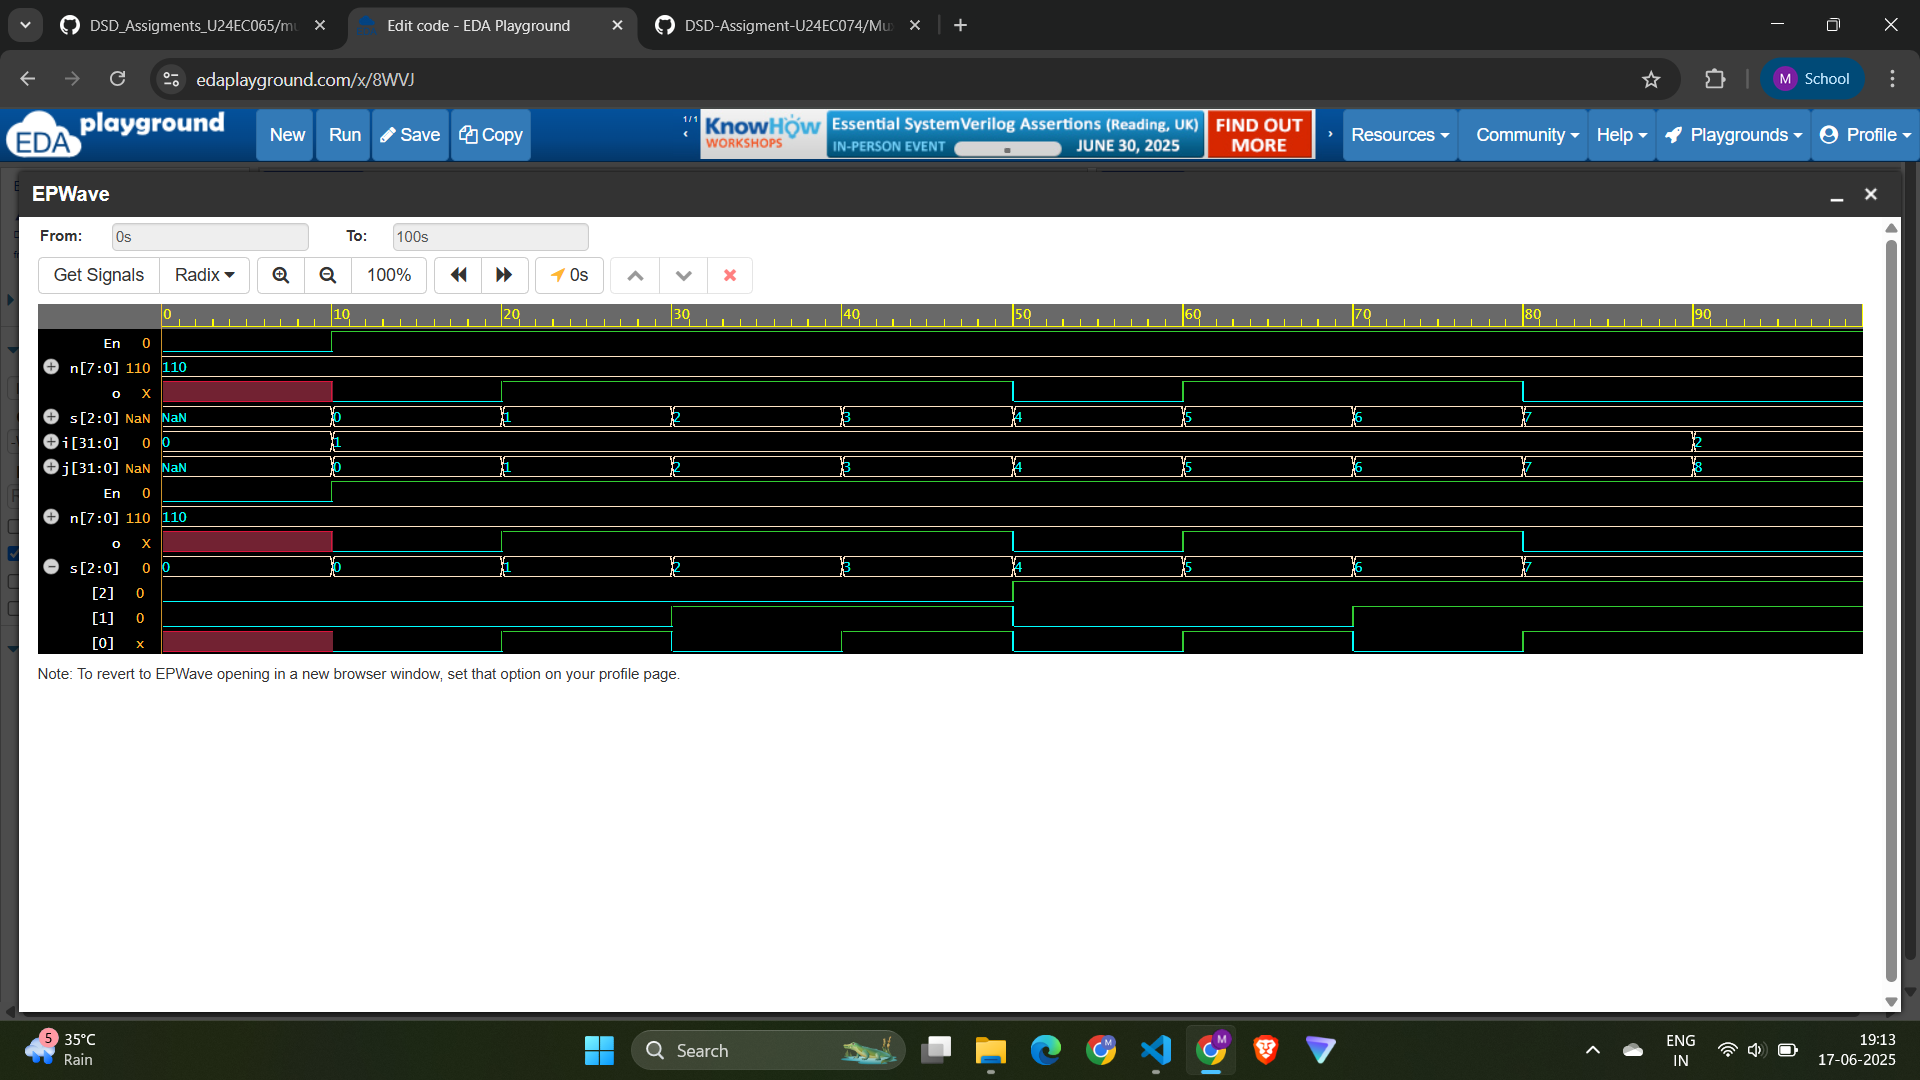 DSD_Assigments_U24EC065/mu
Edit code - EDA Playground
DSD-Assigment-U24EC074/Mu
edaplayground.com/x/8WVJ
M School
EDA playground
New Run Save Copy
1/1 KnowHow WORKSHOPS Essential SystemVerilog Assertions (Reading, UK) IN-PERSON EVENT JUNE 30, 2025 FIND OUT MORE
Resources Community Help Playgrounds Profile
EPWave
From: 0s To: 100s
Get Signals Radix 100% 0s
0 10 20 30 40 50 60 70 80 90
En 0
n[7:0] 110 110
o X
s[2:0] NaN NaN 0 1 2 3 4 5 6 7
i[31:0] 0 0 1 2
j[31:0] NaN NaN 0 1 2 3 4 5 6 7 8
En 0
n[7:0] 110 110
o X
s[2:0] 0 0 0 1 2 3 4 5 6 7
[2] 0
[1] 0
[0] x
Note: To revert to EPWave opening in a new browser window, set that option on your profile page.
5 35°C
Rain
Search
M
M
ENG
IN
19:13
17-06-2025